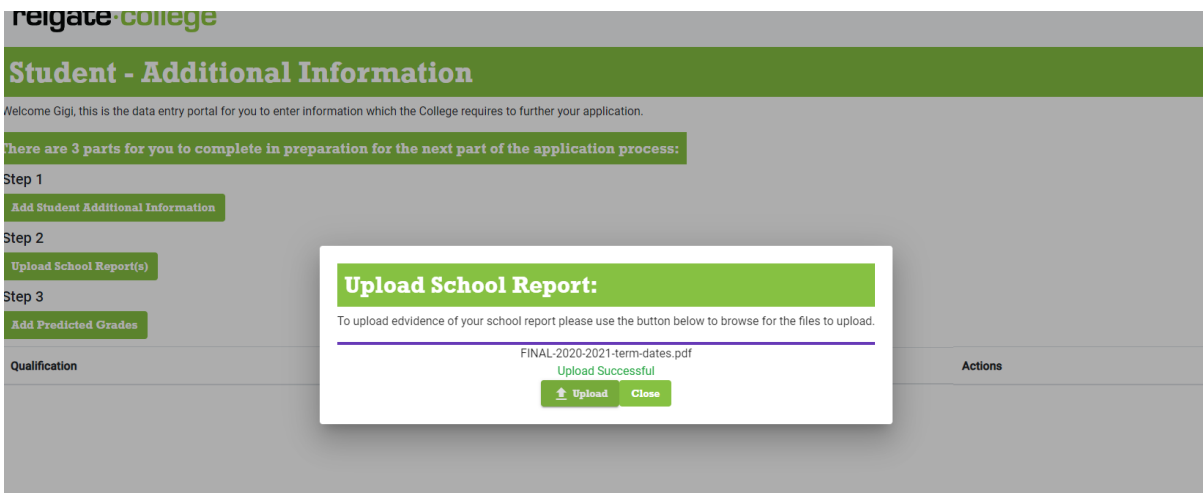 reigate·college
Student - Additional Information
Welcome Gigi, this is the data entry portal for you to enter information which the College requires to further your application.
There are 3 parts for you to complete in preparation for the next part of the application process:
Step 1
Add Student Additional Information
Step 2
Upload School Report(s)
Step 3
Add Predicted Grades
Qualification
Actions
Upload School Report:
To upload edvidence of your school report please use the button below to browse for the files to upload.
FINAL-2020-2021-term-dates.pdf
Upload Successful
Upload Close